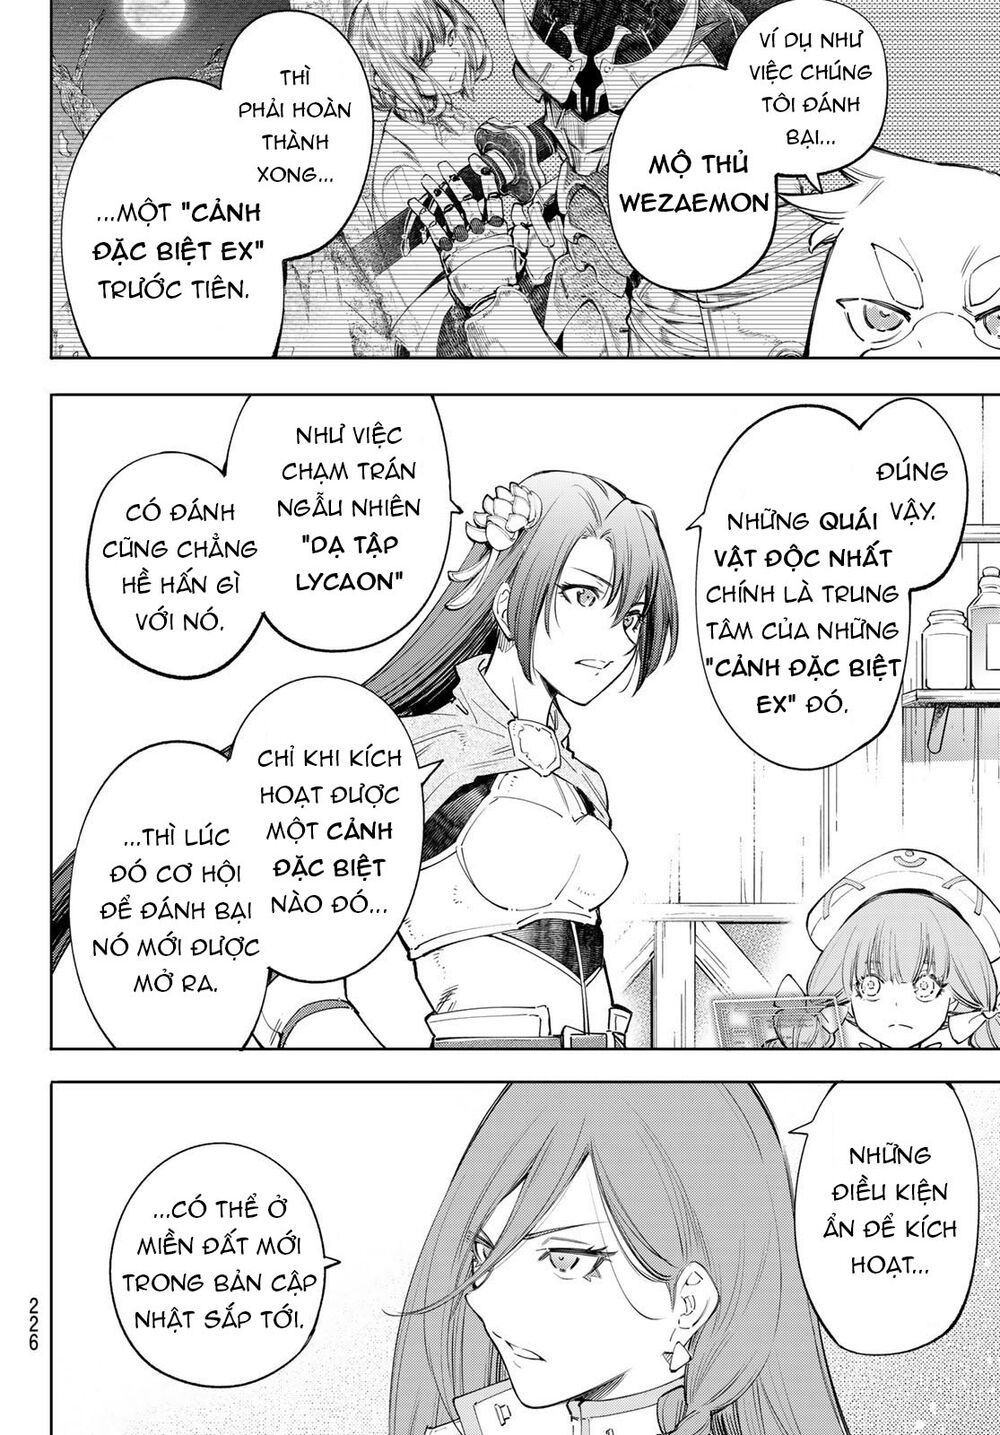 VÍ DỤ NHƯ
VIỆC CHÚNG
TÔI ĐÁNH
BẠI...
MỘ THỦ
WEZAEMON
THÌ
PHẢI HOÀN
THÀNH
XONG...
...MỘT "CẢNH
ĐẶC BIỆT EX"
TRƯỚC TIÊN.
ĐÚNG
VẬY.
NHỮNG QUÁI
VẬT ĐỘC NHẤT
CHÍNH LÀ TRUNG
TÂM CỦA NHỮNG
"CẢNH ĐẶC BIỆT
EX" ĐÓ.
NHƯ VIỆC
CHẠM TRÁN
NGẪU NHIÊN
"DẠ TẬP
LYCAON"
CÓ ĐÁNH
CŨNG CHẲNG
HỀ HẤN GÌ
VỚI NÓ.
CHỈ KHI KÍCH
HOẠT ĐƯỢC
MỘT CẢNH
ĐẶC BIỆT
NÀO ĐÓ...
...THÌ LÚC
ĐÓ CƠ HỘI
ĐỂ ĐÁNH BẠI
NÓ MỚI ĐƯỢC
MỞ RA.
NHỮNG
ĐIỀU KIỆN
ẨN ĐỂ KÍCH
HOẠT...
...CÓ THỂ Ở
MIỀN ĐẤT MỚI
TRONG BẢN CẬP
NHẬT SẮP TỚI.
226